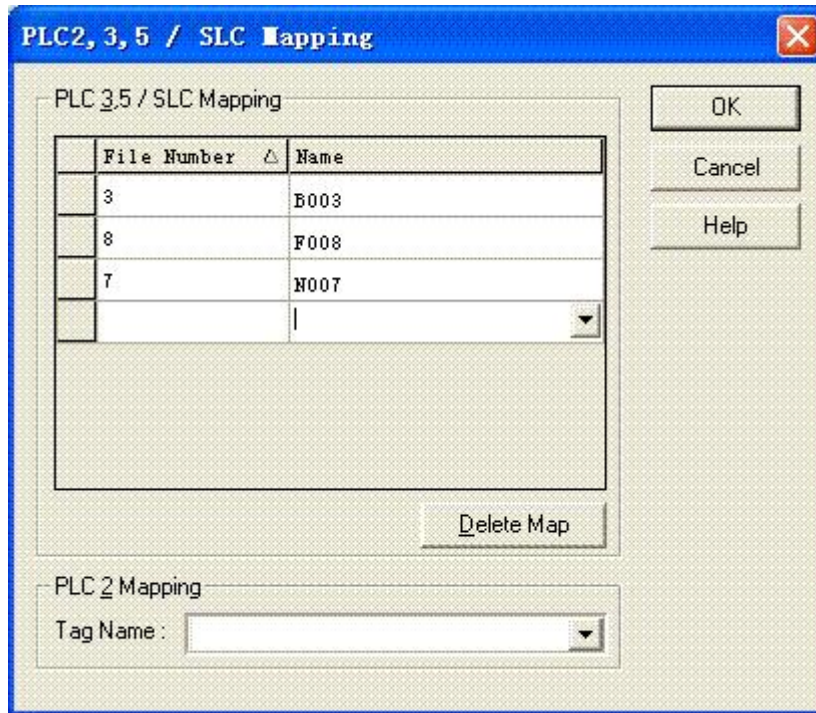 PLC2,3,5 / SLC Mapping
PLC 3,5 / SLC Mapping
File Number Name
3 B003
8 F008
7 N007
Delete Map
PLC 2 Mapping
Tag Name :
OK
Cancel
Help